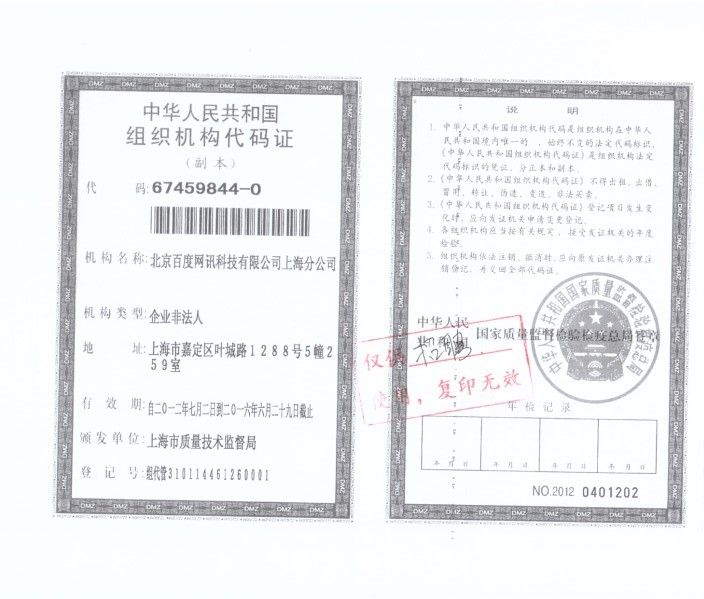 中华人民共和国
组织机构代码证
(副本)
代 码: 67459844-0
机构名称: 北京百度网讯科技有限公司上海分公司
机构类型: 企业非法人
地 址: 上海市嘉定区叶城路1288号5幢2
59室
有 效 期: 自二0一二年七月二日到二0一六年六月二十九日截止
颁发单位: 上海市质量技术监督局
登 记 号: 组代管310114461260001
说 明
1. 中华人民共和国组织机构代码是组织机构在中华人
民共和国境内唯一的、始终不变的法定代码标识,
《中华人民共和国组织机构代码证》是组织机构法定
代码标识的凭证,分正本和副本。
2. 《中华人民共和国组织机构代码证》不得出租,出借,
冒用,转让,伪造,变造,非法买卖。
3. 《中华人民共和国组织机构代码证》登记项目发生变
化时,应向发证机关申请变更登记。
4. 各组织机构应当按有关规定,接受发证机关的年度
检验。
5. 组织机构依法注销、撤消时,应向原发证机关办理注
销登记,并交回全部代码证。
中华人民
国家质量监督检验检疫总局签章
仅供
使用,复印无效
年检记录
年 月 日 年 月 日 年 月 日 年 月 日
NO.2012 0401202